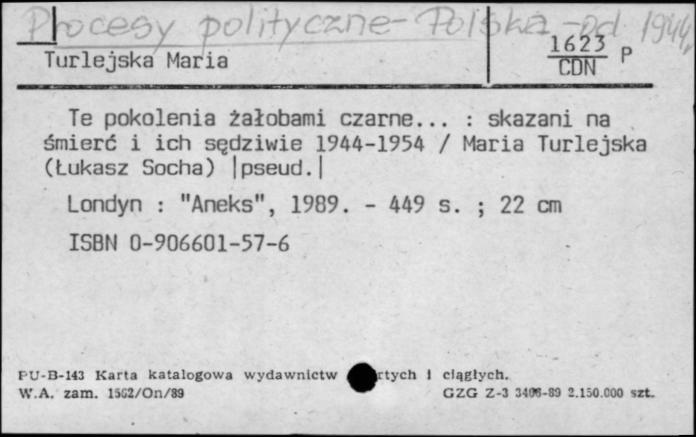 Procesy polityczne - Polska - od 1944
Turlejska Maria
1623
CDN P
Te pokolenia żałobami czarne... : skazani na
śmierć i ich sędziwie 1944-1954 / Maria Turlejska
(Łukasz Socha) |pseud.|
Londyn : "Aneks", 1989. - 449 s. ; 22 cm
ISBN 0-906601-57-6
PU-B-143 Karta katalogowa wydawnictw rtych i ciągłych.
W.A. zam. 1562/On/89 GZG Z-3 3406-89 2.150.000 szt.